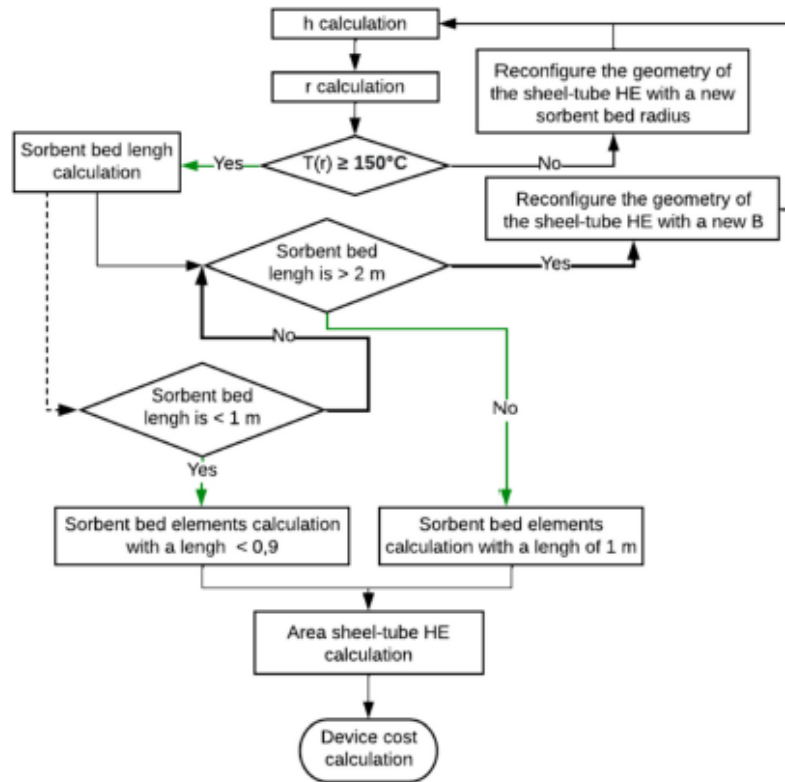 h calculation
r calculation
Reconfigure the geometry of
the sheel-tube HE with a new
sorbent bed radius
Sorbent bed lengh
calculation
Yes
T(r) ≥ 150°C
No
Reconfigure the geometry of
the sheel-tube HE with a new B
Sorbent bed
lengh is > 2 m
Yes
No
Sorbent bed
lengh is < 1 m
No
Yes
Sorbent bed elements calculation
with a lengh < 0,9
Sorbent bed elements
calculation with a lengh of 1 m
Area sheel-tube HE
calculation
Device cost
calculation